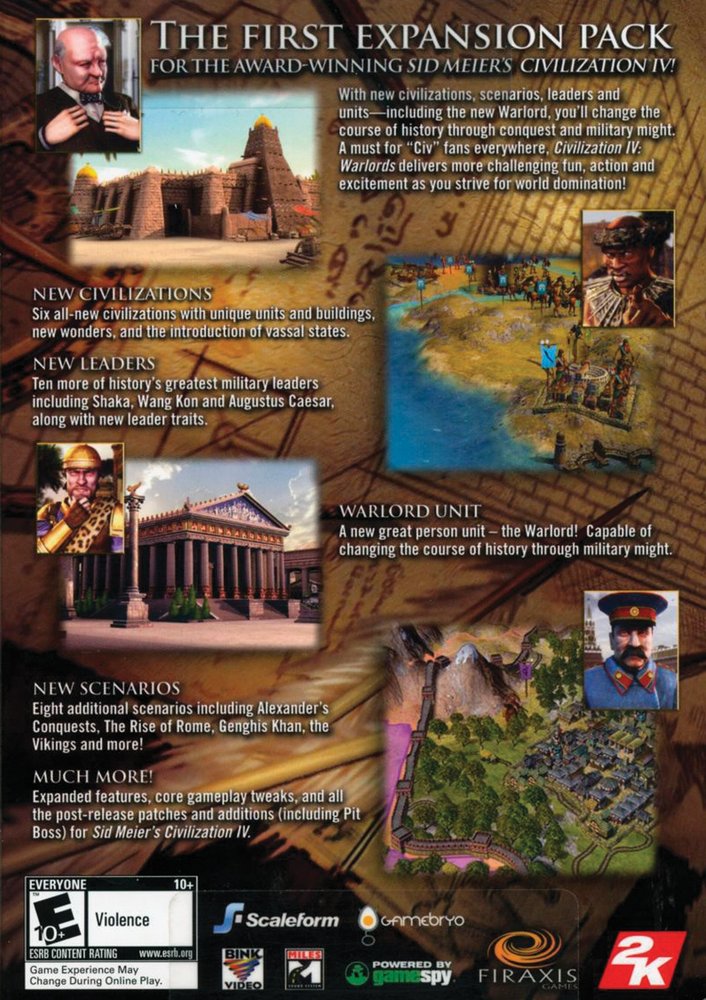 THE FIRST EXPANSION PACK
FOR THE AWARD-WINNING SID MEIER'S CIVILIZATION IV!
With new civilizations, scenarios, leaders and
units—including the new Warlord, you'll change the
course of history through conquest and military might.
A must for "Civ" fans everywhere, Civilization IV:
Warlords delivers more challenging fun, action and
excitement as you strive for world domination!
NEW CIVILIZATIONS
Six all-new civilizations with unique units and buildings,
new wonders, and the introduction of vassal states.
NEW LEADERS
Ten more of history's greatest military leaders
including Shaka, Wang Kon and Augustus Caesar,
along with new leader traits.
WARLORD UNIT
A new great person unit – the Warlord! Capable of
changing the course of history through military might.
NEW SCENARIOS
Eight additional scenarios including Alexander's
Conquests, The Rise of Rome, Genghis Khan, the
Vikings and more!
MUCH MORE!
Expanded features, core gameplay tweaks, and all
the post-release patches and additions (including Pit
Boss) for Sid Meier's Civilization IV.
EVERYONE 10+
E
10+
™
Violence
ESRB CONTENT RATING www.esrb.org
Game Experience May
Change During Online Play.
Scaleform
GAMEBRYO
BINK
VIDEO
MILES
SOUND SYSTEM
POWERED BY
gamespy
FIRAXIS
GAMES
2K